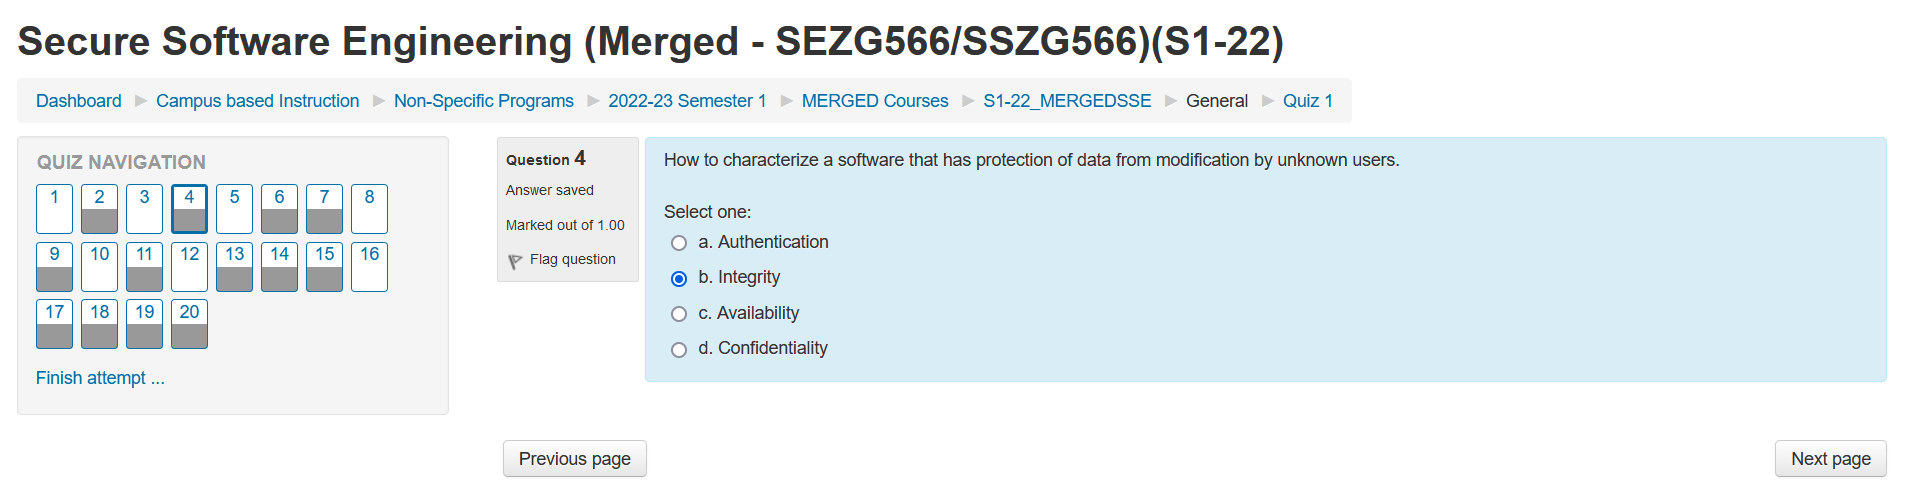 Secure Software Engineering (Merged - SEZG566/SSZG566)(S1-22)
Dashboard Campus based Instruction Non-Specific Programs 2022-23 Semester 1 MERGED Courses S1-22_MERGEDSSE General Quiz 1
QUIZ NAVIGATION
1 2 3 4 5 6 7 8
9 10 11 12 13 14 15 16
17 18 19 20
Finish attempt ...
Question 4
Answer saved
Marked out of 1.00
Flag question
How to characterize a software that has protection of data from modification by unknown users.
Select one:
a. Authentication
b. Integrity
c. Availability
d. Confidentiality
Previous page
Next page